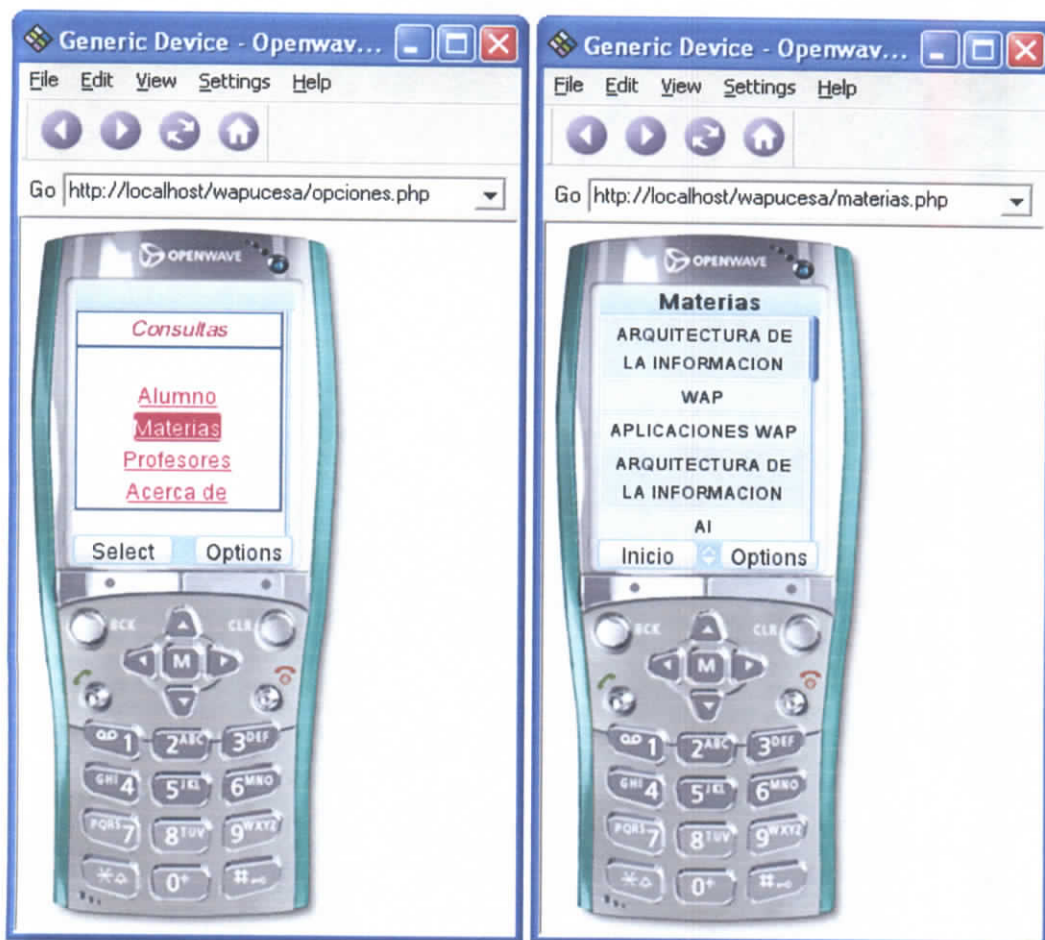 Generic Device - Openwav...
File Edit View Settings Help
Go http://localhost/wapucesa/opciones.php
OPENWAVE
Consultas
Alumno
Materias
Profesores
Acerca de
Select Options
BCK CLR
M
1 2ABC 3DEF
GHI4 5JKL 6MNO
PQRS7 8TUV 9WXYZ
* 0+ #
Generic Device - Openwav...
File Edit View Settings Help
Go http://localhost/wapucesa/materias.php
OPENWAVE
Materias
ARQUITECTURA DE
LA INFORMACION
WAP
APLICACIONES WAP
ARQUITECTURA DE
LA INFORMACION
AI
Inicio Options
BCK CLR
M
1 2ABC 3DEF
GHI4 5JKL 6MNO
PQRS7 8TUV 9WXYZ
* 0+ #